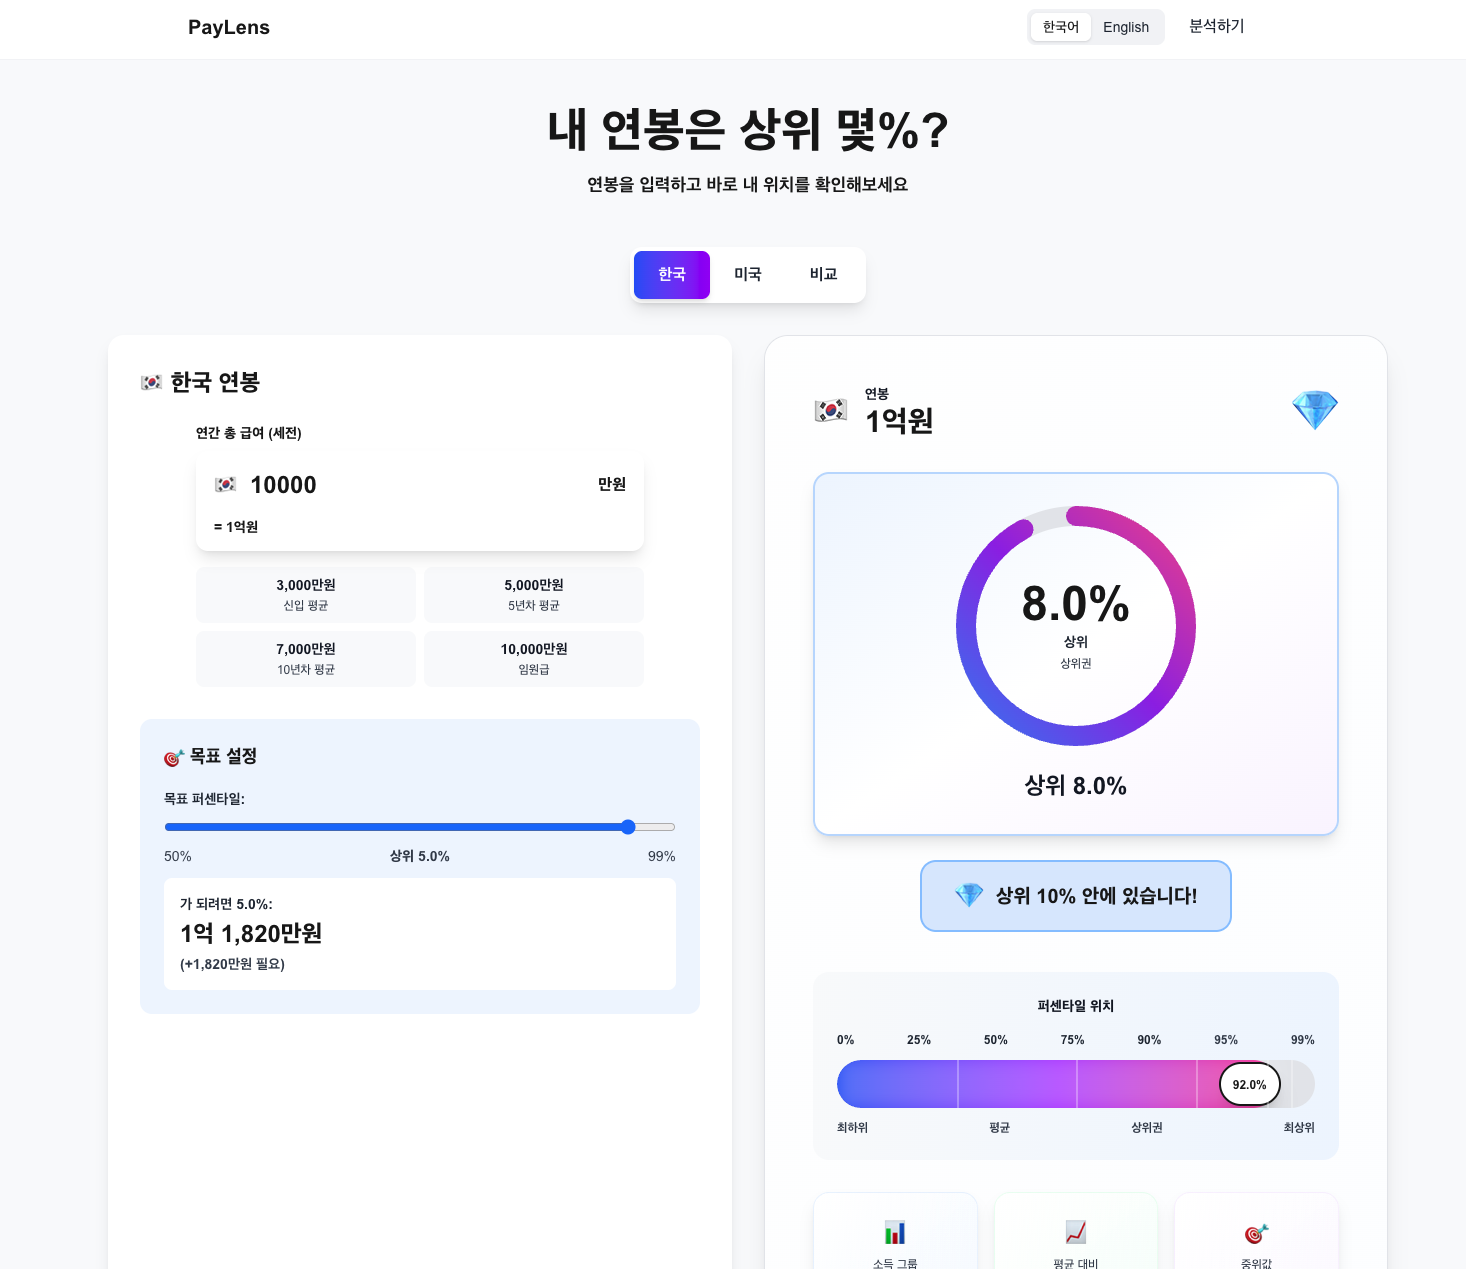 PayLens
한국어 English 분석하기
내 연봉은 상위 몇%?
연봉을 입력하고 바로 내 위치를 확인해보세요
한국 미국 비교
한국 연봉
연간 총 급여 (세전)
10000 만원
= 1억원
3,000만원
신입 평균
5,000만원
5년차 평균
7,000만원
10년차 평균
10,000만원
임원급
목표 설정
목표 퍼센타일:
50% 상위 5.0% 99%
가 되려면 5.0%:
1억 1,820만원
(+1,820만원 필요)
연봉
1억원
8.0%
상위
상위권
상위 8.0%
상위 10% 안에 있습니다!
퍼센타일 위치
0% 25% 50% 75% 90% 95% 99%
92.0%
최하위 평균 상위권 최상위
소득 그룹 평균 대비 중위값